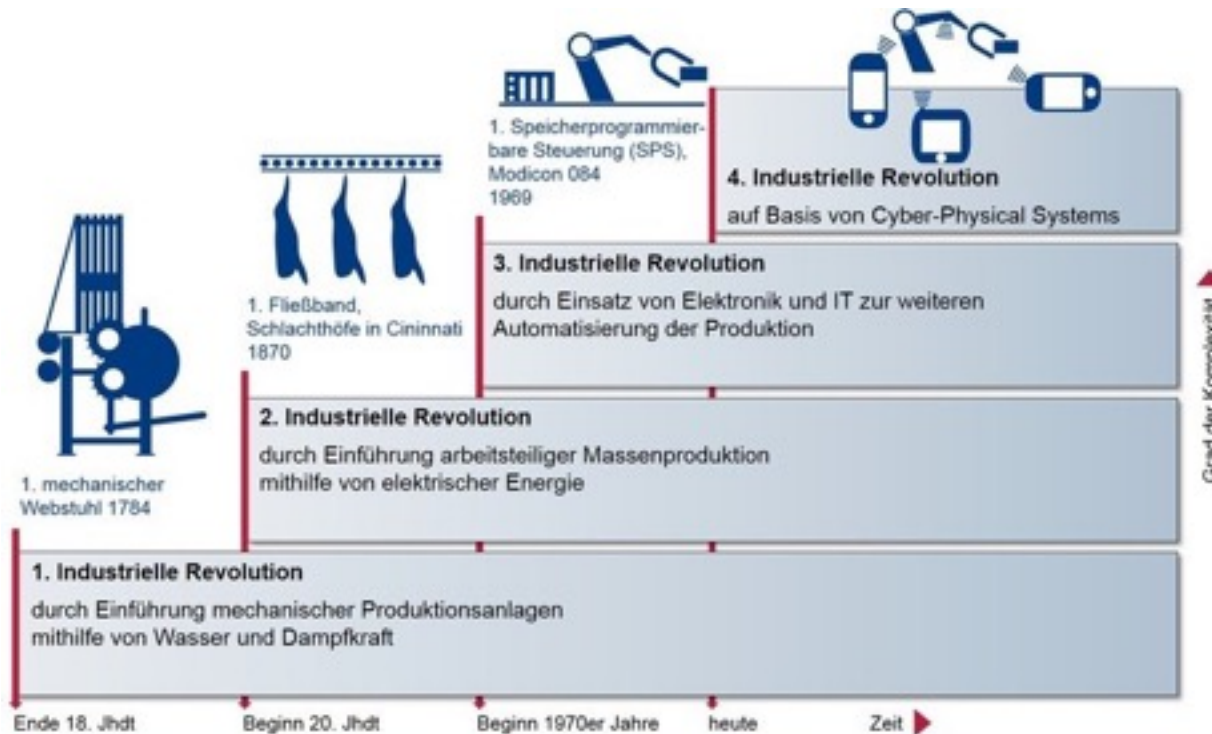 1. Speicherprogrammier-
bare Steuerung (SPS),
Modicon 084
1969
4. Industrielle Revolution
auf Basis von Cyber-Physical Systems
1. Fließband,
Schlachthöfe in Cininnati
1870
3. Industrielle Revolution
durch Einsatz von Elektronik und IT zur weiteren
Automatisierung der Produktion
1. mechanischer
Webstuhl 1784
2. Industrielle Revolution
durch Einführung arbeitsteiliger Massenproduktion
mithilfe von elektrischer Energie
1. Industrielle Revolution
durch Einführung mechanischer Produktionsanlagen
mithilfe von Wasser und Dampfkraft
Grad der Komplexität
Ende 18. Jhdt
Beginn 20. Jhdt
Beginn 1970er Jahre
heute
Zeit